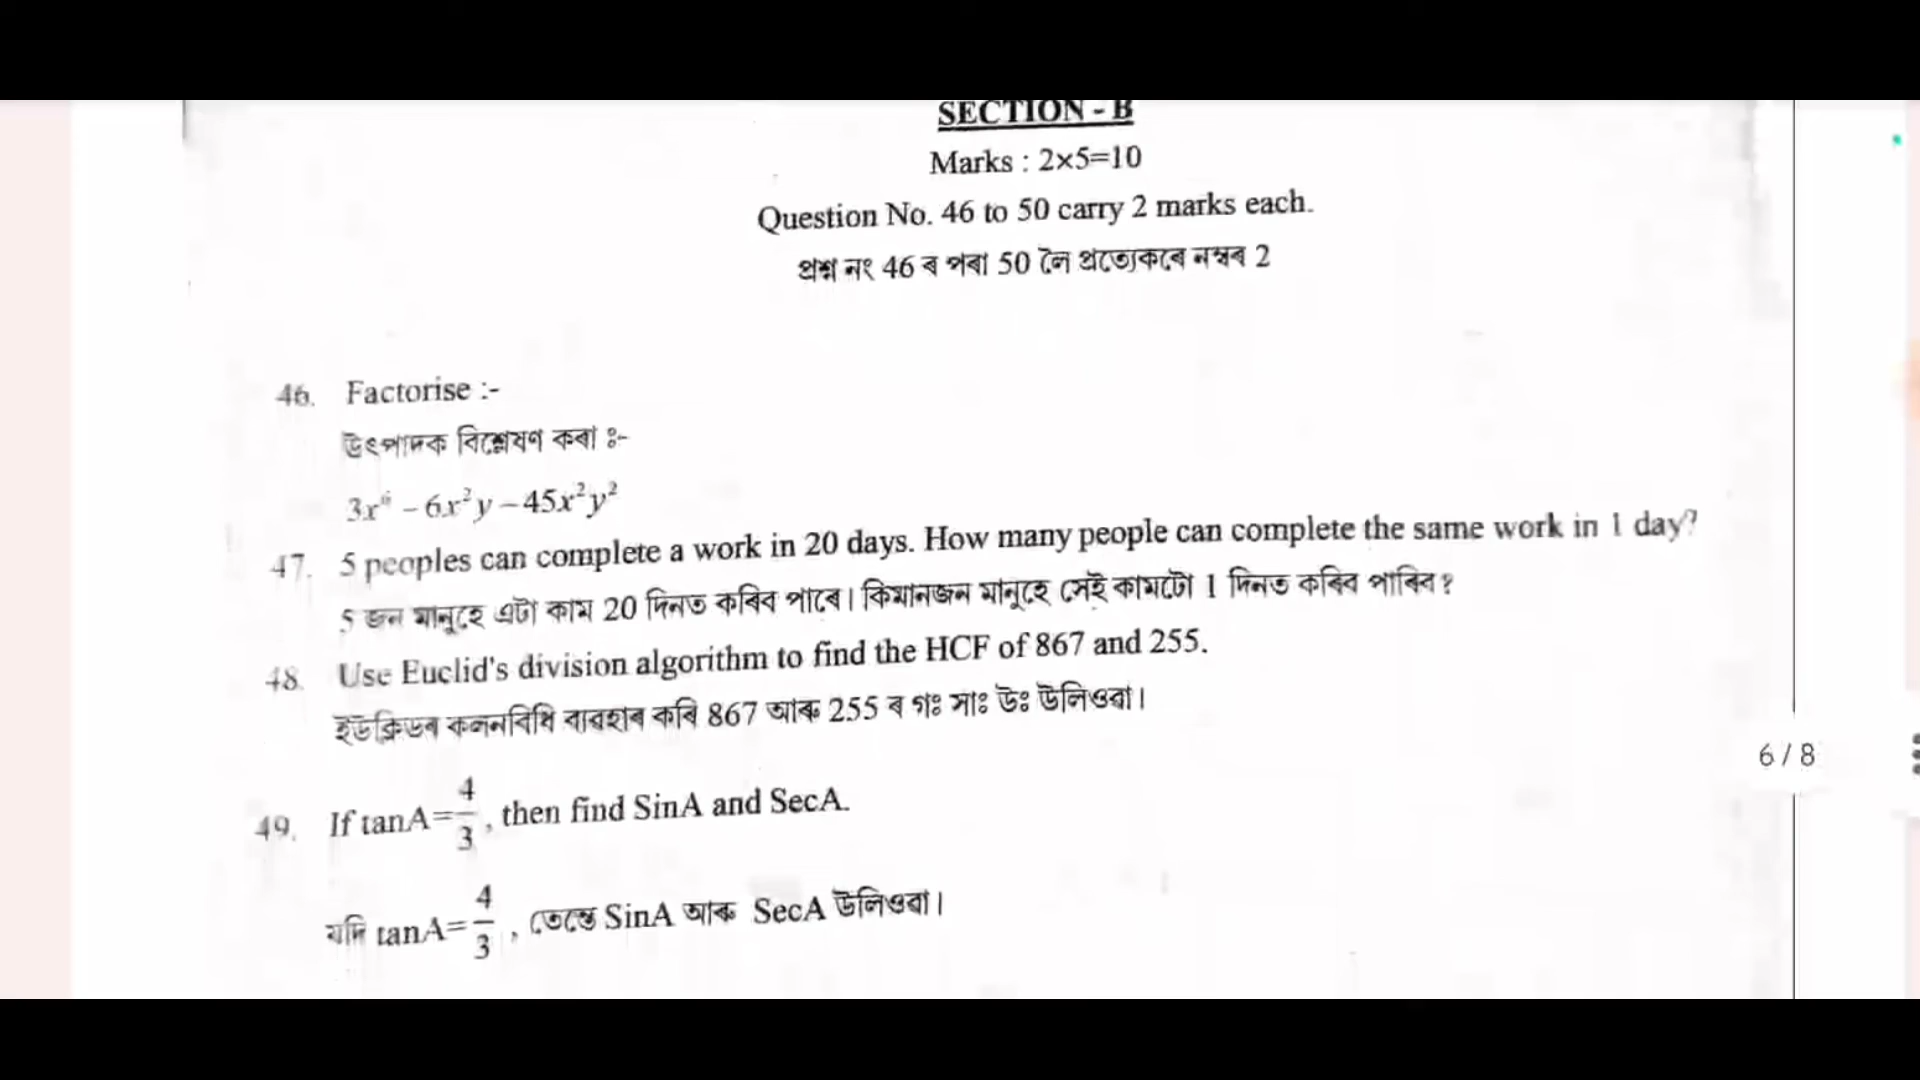 SECTION - B
Marks : 2×5=10
Question No. 46 to 50 carry 2 marks each.
প্ৰশ্ন নং 46 ৰ পৰা 50 লৈ প্ৰত্যেকৰে নম্বৰ 2
46. Factorise :-
উৎপাদক বিশ্লেষণ কৰা ঃ-
3x⁶ – 6x²y – 45x²y²
47. 5 peoples can complete a work in 20 days. How many people can complete the same work in 1 day?
5 জন মানুহে এটা কাম 20 দিনত কৰিব পাৰে। কিমানজন মানুহে সেই কামটো 1 দিনত কৰিব পাৰিব?
48. Use Euclid's division algorithm to find the HCF of 867 and 255.
ইউক্লিডৰ কলনবিধি ব্যৱহাৰ কৰি 867 আৰু 255 ৰ গঃ সাঃ উঃ উলিওৱা।
6 / 8
49. If tanA=4/3, then find SinA and SecA.
যদি tanA=4/3, তেন্তে SinA আৰু SecA উলিওৱা।